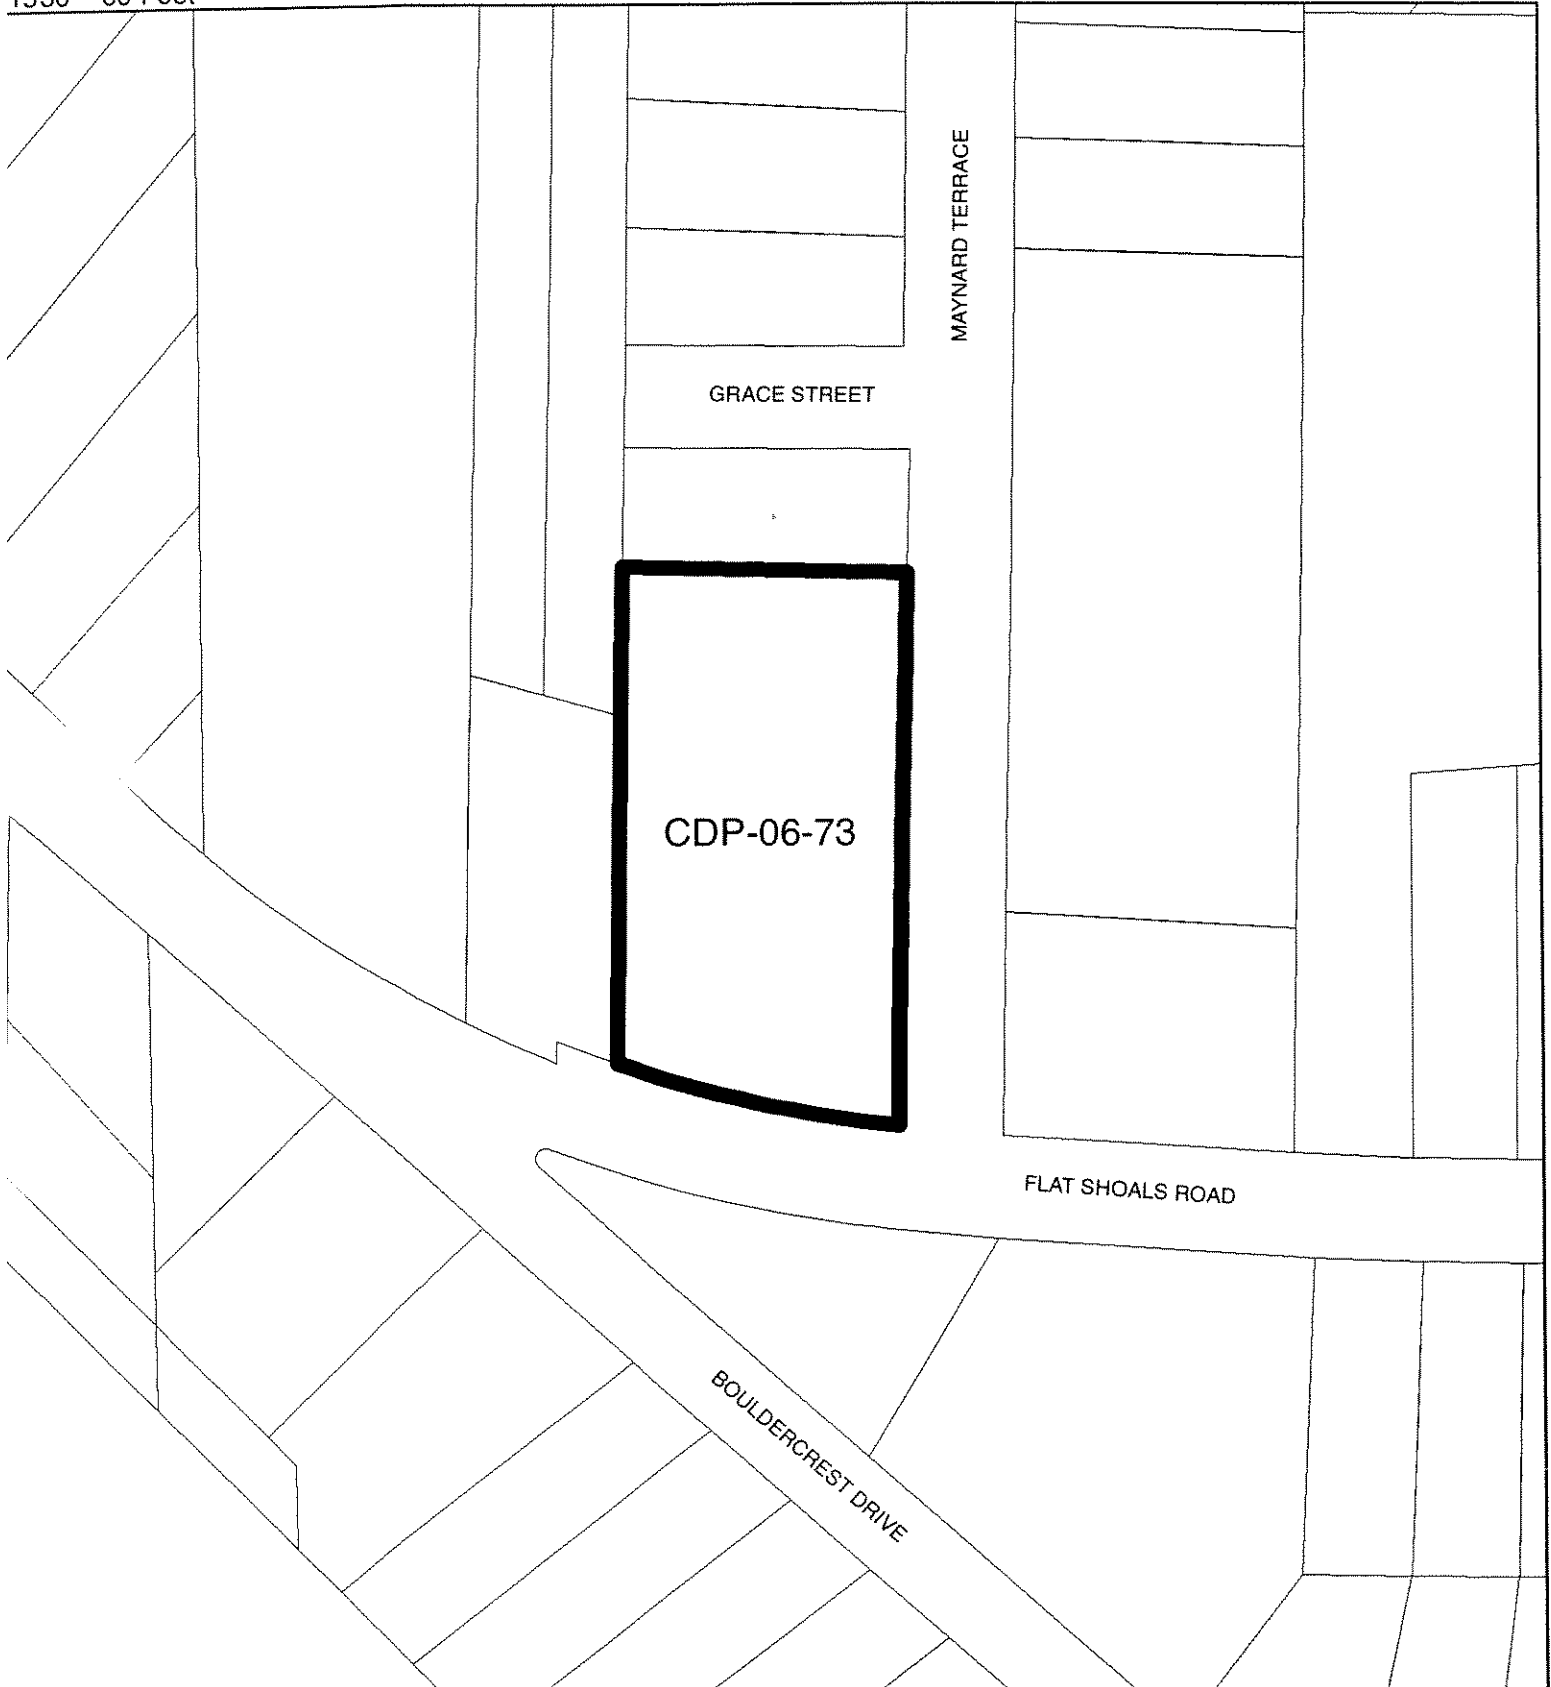 MAYNARD TERRACE
GRACE STREET
CDP-06-73
FLAT SHOALS ROAD
BOULDERCREST DRIVE